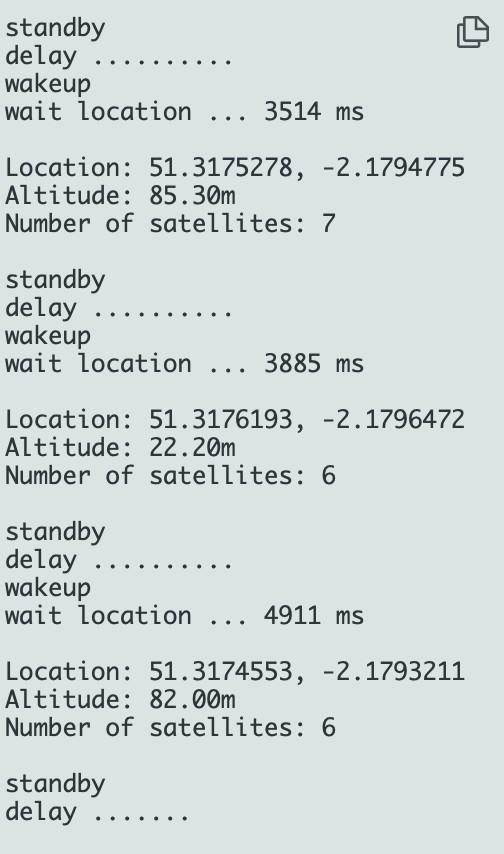 standby
delay ..........
wakeup
wait location ... 3514 ms
Location: 51.3175278, -2.1794775
Altitude: 85.30m
Number of satellites: 7
standby
delay ..........
wakeup
wait location ... 3885 ms
Location: 51.3176193, -2.1796472
Altitude: 22.20m
Number of satellites: 6
standby
delay ..........
wakeup
wait location ... 4911 ms
Location: 51.3174553, -2.1793211
Altitude: 82.00m
Number of satellites: 6
standby
delay .......